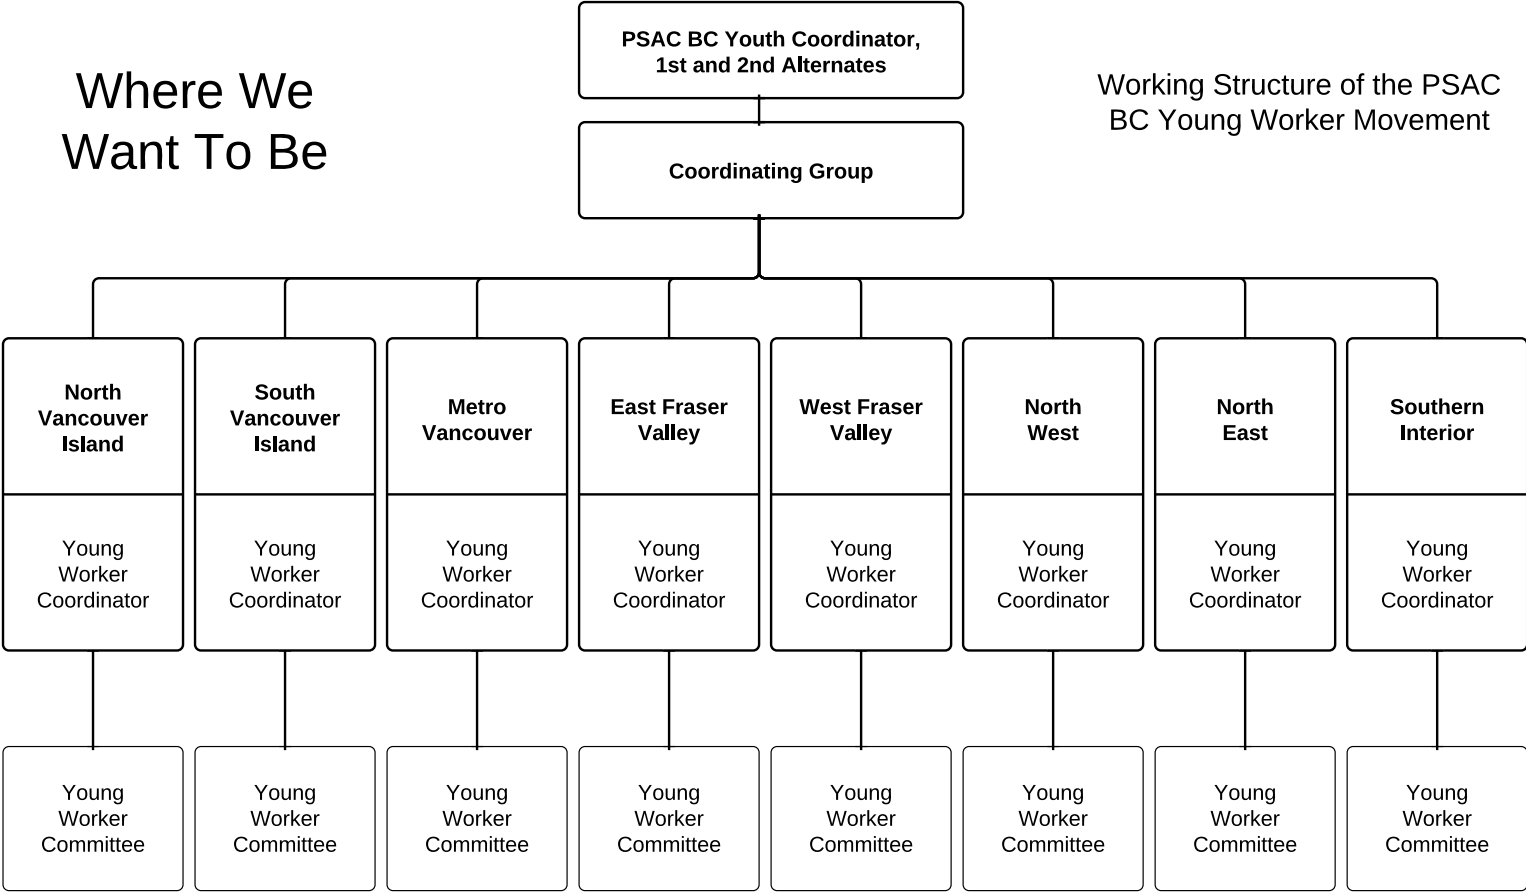 Where We
Want To Be
PSAC BC Youth Coordinator,
1st and 2nd Alternates
Working Structure of the PSAC
BC Young Worker Movement
Coordinating Group
North
Vancouver
Island
South
Vancouver
Island
Metro
Vancouver
East Fraser
Valley
West Fraser
Valley
North
West
North
East
Southern
Interior
Young
Worker
Coordinator
Young
Worker
Coordinator
Young
Worker
Coordinator
Young
Worker
Coordinator
Young
Worker
Coordinator
Young
Worker
Coordinator
Young
Worker
Coordinator
Young
Worker
Coordinator
Young
Worker
Committee
Young
Worker
Committee
Young
Worker
Committee
Young
Worker
Committee
Young
Worker
Committee
Young
Worker
Committee
Young
Worker
Committee
Young
Worker
Committee